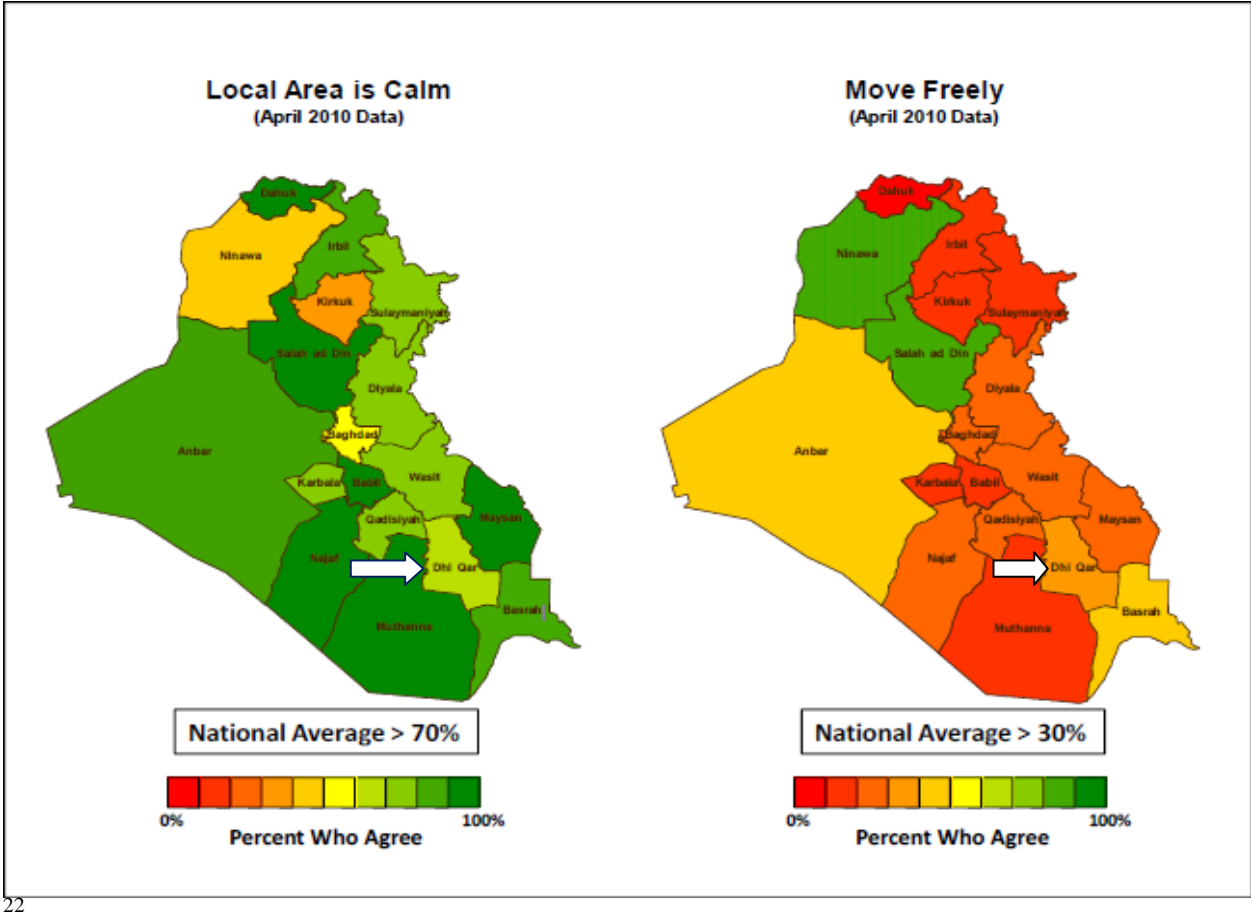 Local Area is Calm
(April 2010 Data)
Dahuk
Ninawa
Irbil
Kirkuk
Sulaymaniyah
Salah ad Din
Diyala
Baghdad
Anbar
Karbala
Babil
Wasit
Qadisiyah
Maysan
Najaf
Dhi Qar
Basrah
Muthanna
National Average > 70%
0%
100%
Percent Who Agree
Move Freely
(April 2010 Data)
Dahuk
Ninawa
Irbil
Kirkuk
Sulaymaniyah
Salah ad Din
Diyala
Baghdad
Anbar
Karbala
Babil
Wasit
Qadisiyah
Maysan
Najaf
Dhi Qar
Basrah
Muthanna
National Average > 30%
0%
100%
Percent Who Agree
22